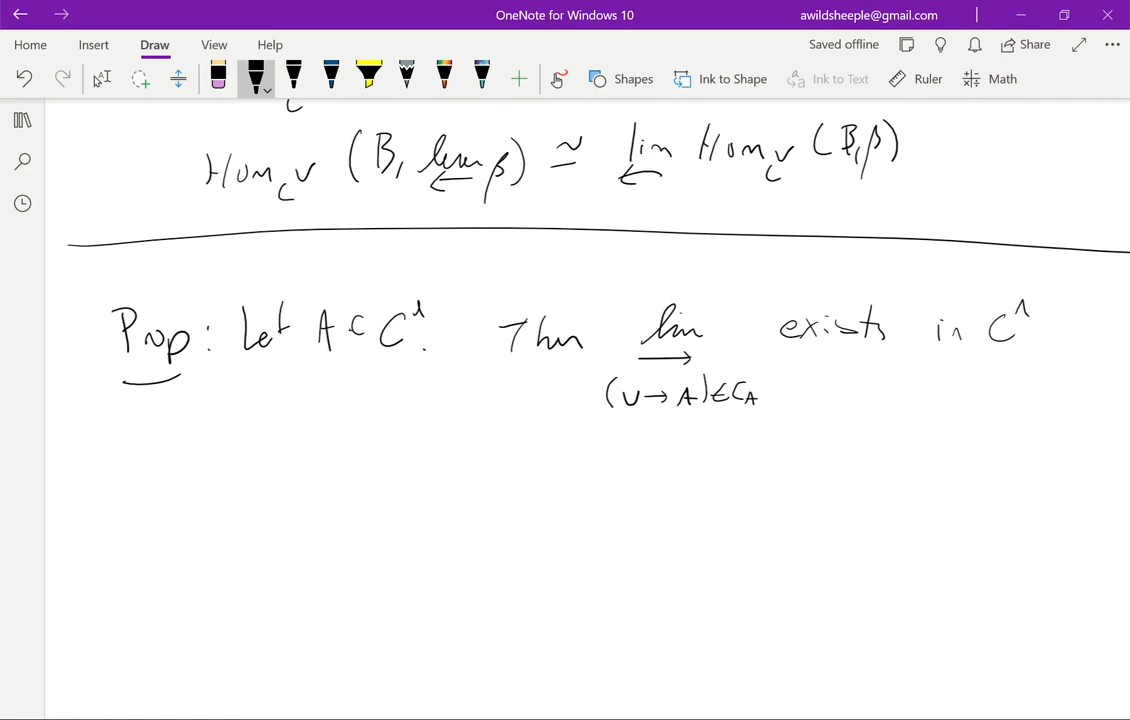 OneNote for Windows 10
awildsheeple@gmail.com
Home Insert Draw View Help
Saved offline
Share
Shapes
Ink to Shape
Ink to Text
Ruler
Math
C
Hom_C^∨ (B, lim← β) ≃ lim← Hom_C^∨ (B, β)
Prop: Let A ∈ C^∧. Then lim→ exists in C^∧
(U → A) ∈ C_A